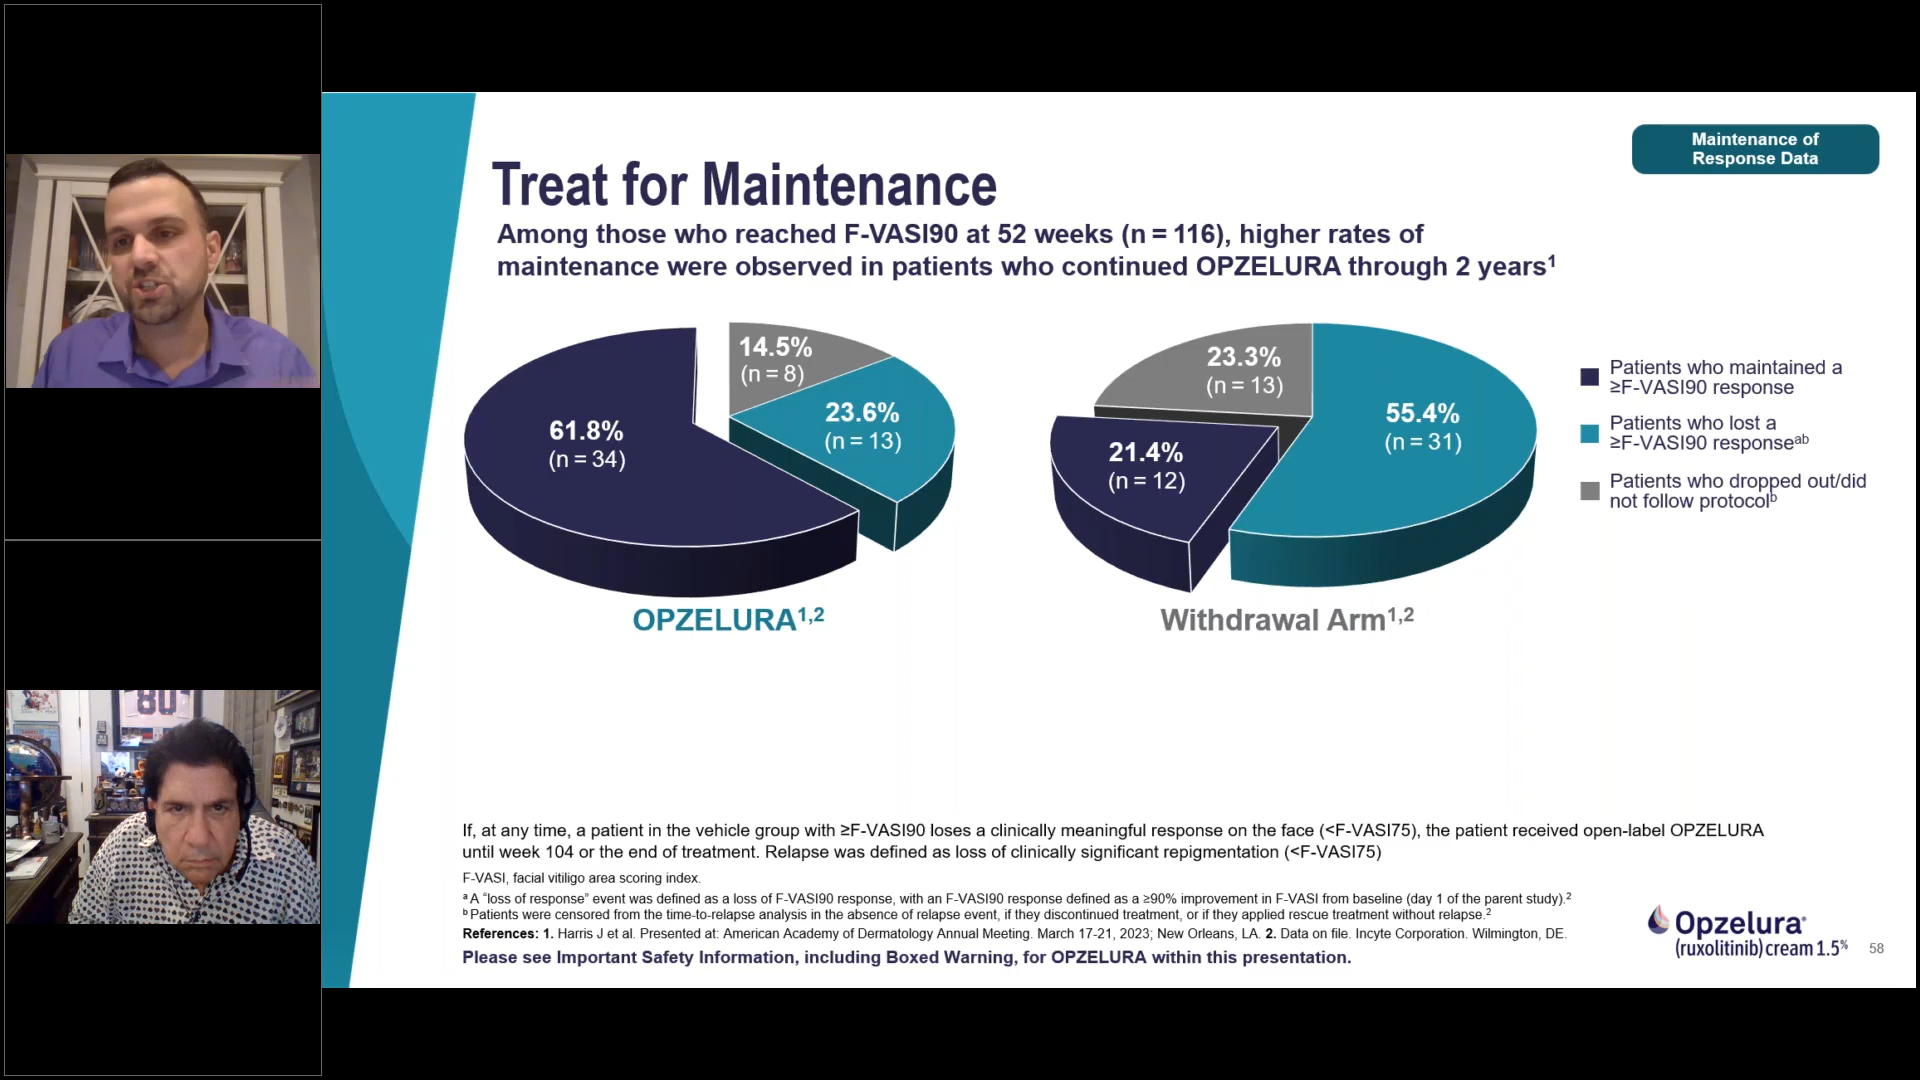 80
Maintenance of
Response Data
Treat for Maintenance
Among those who reached F-VASI90 at 52 weeks (n = 116), higher rates of
maintenance were observed in patients who continued OPZELURA through 2 years¹
14.5%
(n = 8)
23.6%
(n = 13)
61.8%
(n = 34)
OPZELURA¹,²
23.3%
(n = 13)
55.4%
(n = 31)
21.4%
(n = 12)
Withdrawal Arm¹,²
Patients who maintained a
≥F-VASI90 response
Patients who lost a
≥F-VASI90 responseᵃᵇ
Patients who dropped out/did
not follow protocolᵇ
If, at any time, a patient in the vehicle group with ≥F-VASI90 loses a clinically meaningful response on the face (<F-VASI75), the patient received open-label OPZELURA
until week 104 or the end of treatment. Relapse was defined as loss of clinically significant repigmentation (<F-VASI75)
F-VASI, facial vitiligo area scoring index.
ᵃ A “loss of response” event was defined as a loss of F-VASI90 response, with an F-VASI90 response defined as a ≥90% improvement in F-VASI from baseline (day 1 of the parent study).²
ᵇ Patients were censored from the time-to-relapse analysis in the absence of relapse event, if they discontinued treatment, or if they applied rescue treatment without relapse.²
References: 1. Harris J et al. Presented at: American Academy of Dermatology Annual Meeting. March 17-21, 2023; New Orleans, LA. 2. Data on file. Incyte Corporation. Wilmington, DE.
Please see Important Safety Information, including Boxed Warning, for OPZELURA within this presentation.
Opzelura®
(ruxolitinib) cream 1.5%
58